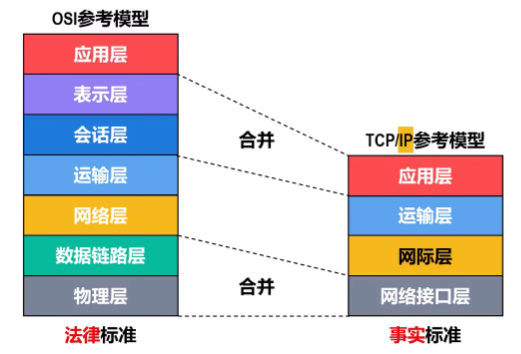 OSI参考模型
应用层
表示层
会话层
运输层
网络层
数据链路层
物理层
法律标准
合并
合并
TCP/IP参考模型
应用层
运输层
网际层
网络接口层
事实标准